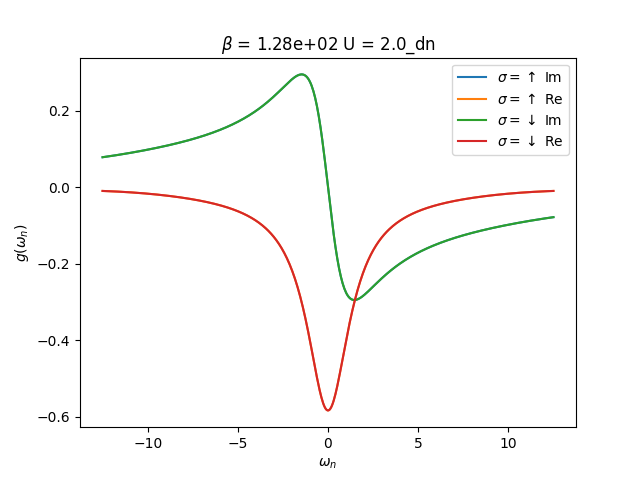 β = 1.28e+02 U = 2.0_dn
σ = ↑ Im
σ = ↑ Re
σ = ↓ Im
σ = ↓ Re
0.2
0.0
−0.2
−0.4
−0.6
g(ωₙ)
−10 −5 0 5 10
ωₙ